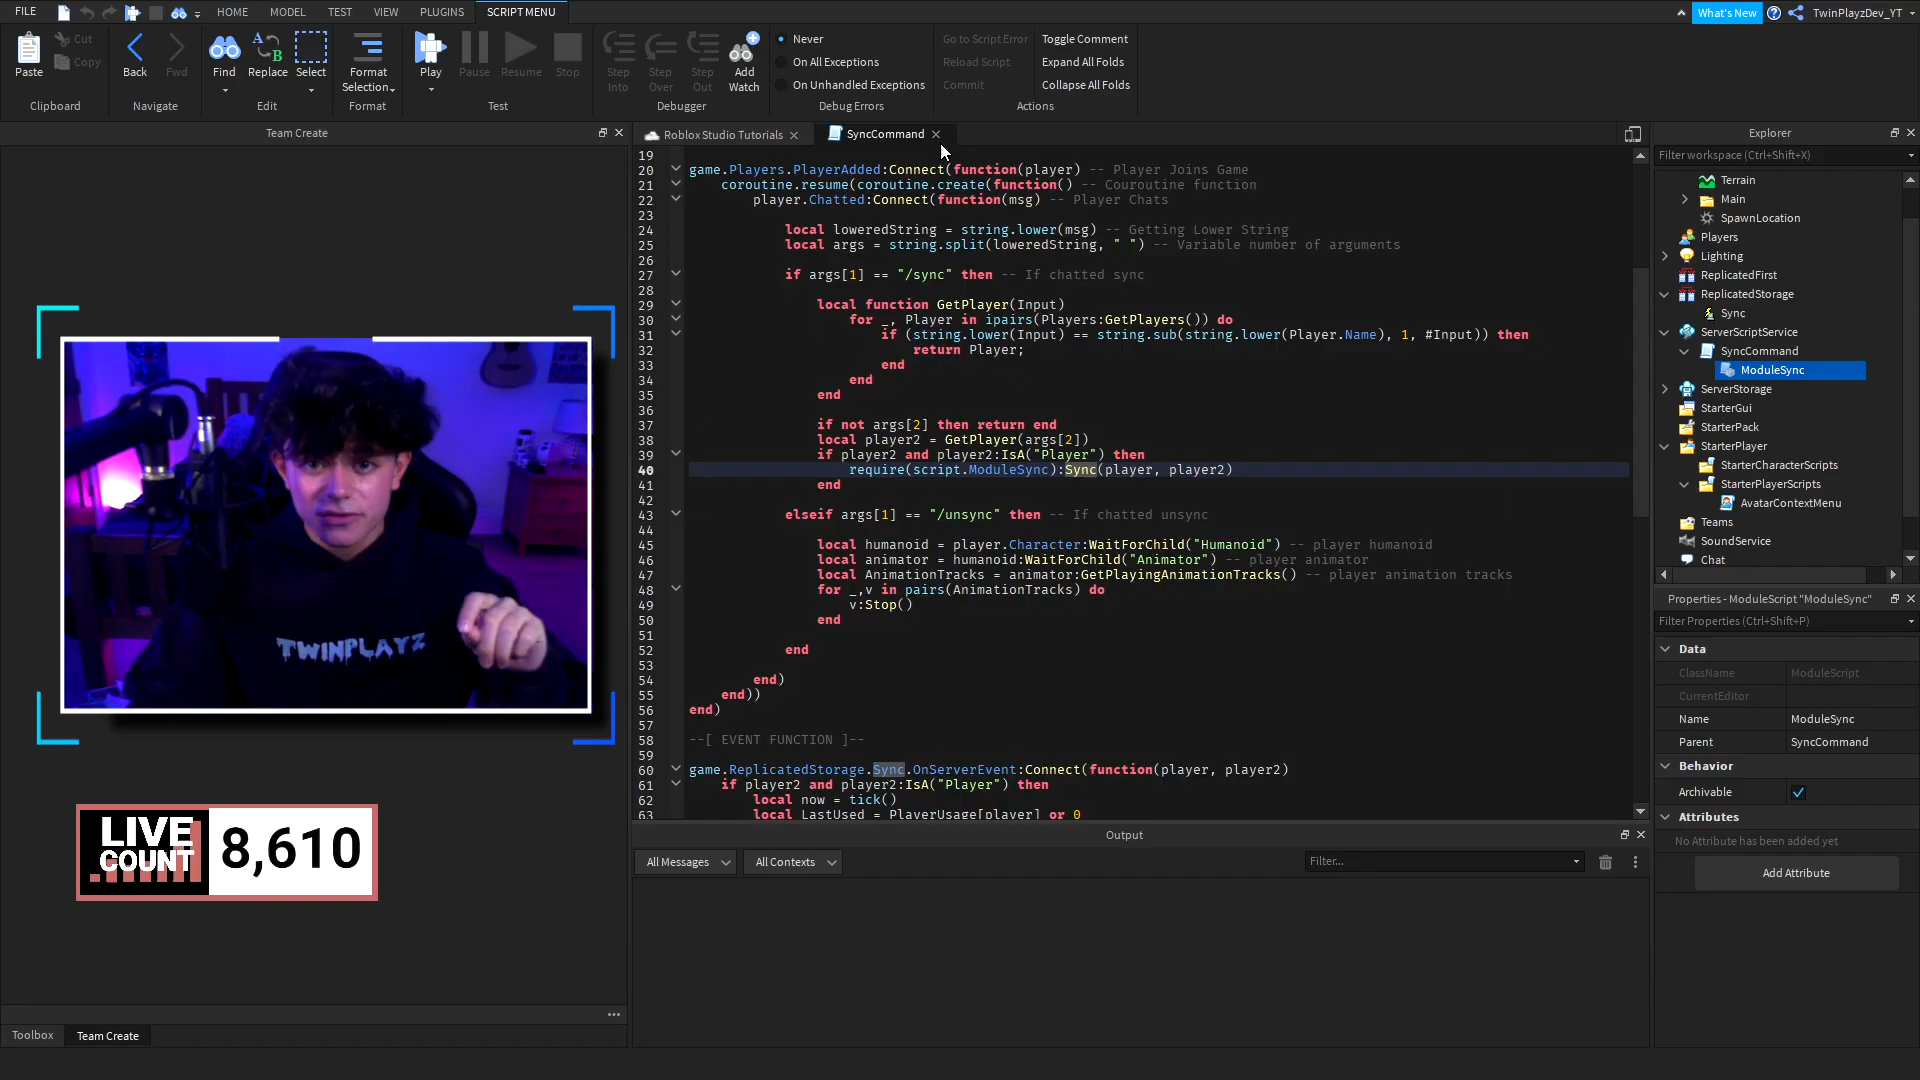 FILE
HOME
MODEL
TEST
VIEW
PLUGINS
SCRIPT MENU
What's New
TwinPlayzDev_YT
Paste
Cut
Copy
Back
Fwd
Find
Replace
Select
Format
Selection
Play
Pause
Resume
Stop
Step
Into
Step
Over
Step
Out
Add
Watch
Never
On All Exceptions
On Unhandled Exceptions
Go to Script Error
Reload Script
Commit
Toggle Comment
Expand All Folds
Collapse All Folds
Clipboard
Navigate
Edit
Format
Test
Debugger
Debug Errors
Actions
Team Create
Roblox Studio Tutorials
SyncCommand
19
20 game.Players.PlayerAdded:Connect(function(player) -- Player Joins Game
21 coroutine.resume(coroutine.create(function() -- Couroutine function
22 player.Chatted:Connect(function(msg) -- Player Chats
23
24 local loweredString = string.lower(msg) -- Getting Lower String
25 local args = string.split(loweredString, " ") -- Variable number of arguments
26
27 if args[1] == "/sync" then -- If chatted sync
28
29 local function GetPlayer(Input)
30 for _, Player in ipairs(Players:GetPlayers()) do
31 if (string.lower(Input) == string.sub(string.lower(Player.Name), 1, #Input)) then
32 return Player;
33 end
34 end
35 end
36
37 if not args[2] then return end
38 local player2 = GetPlayer(args[2])
39 if player2 and player2:IsA("Player") then
40 require(script.ModuleSync):Sync(player, player2)
41 end
42
43 elseif args[1] == "/unsync" then -- If chatted unsync
44
45 local humanoid = player.Character:WaitForChild("Humanoid") -- player humanoid
46 local animator = humanoid:WaitForChild("Animator") -- player animator
47 local AnimationTracks = animator:GetPlayingAnimationTracks() -- player animation tracks
48 for _,v in pairs(AnimationTracks) do
49 v:Stop()
50 end
51
52 end
53
54 end)
55 end))
56 end)
57
58 --[ EVENT FUNCTION ]--
59
60 game.ReplicatedStorage.Sync.OnServerEvent:Connect(function(player, player2)
61 if player2 and player2:IsA("Player") then
62 local now = tick()
63 local LastUsed = PlayerUsage[player] or 0
TWINPLAYZ
LIVE
COUNT
8,610
Toolbox
Team Create
Output
All Messages
All Contexts
Filter...
Explorer
Filter workspace (Ctrl+Shift+X)
Terrain
Main
SpawnLocation
Players
Lighting
ReplicatedFirst
ReplicatedStorage
Sync
ServerScriptService
SyncCommand
ModuleSync
ServerStorage
StarterGui
StarterPack
StarterPlayer
StarterCharacterScripts
StarterPlayerScripts
AvatarContextMenu
Teams
SoundService
Chat
Properties - ModuleScript "ModuleSync"
Filter Properties (Ctrl+Shift+P)
Data
ClassName ModuleScript
CurrentEditor
Name ModuleSync
Parent SyncCommand
Behavior
Archivable
Attributes
No Attribute has been added yet
Add Attribute